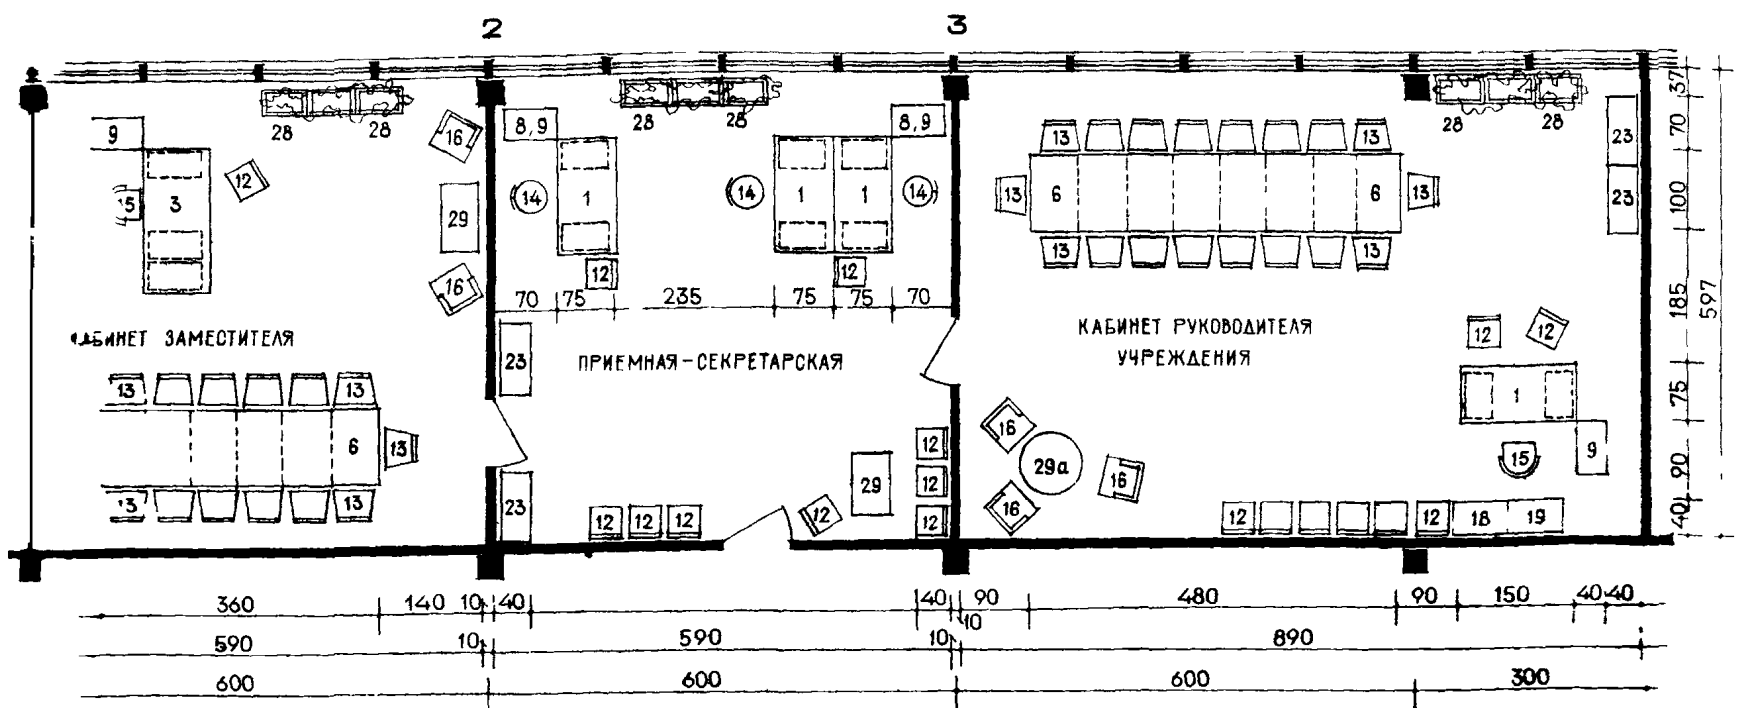 2 3
28 28 28 28 28 28
9 16 8,9 8,9 13 13 23
12 14 1 14 1 1 14 13 6 6 13 23
15 3 29
16 12 12 13 13
70 75 235 75 75 70
КАБИНЕТ ЗАМЕСТИТЕЛЯ
ПРИЕМНАЯ-СЕКРЕТАРСКАЯ
КАБИНЕТ РУКОВОДИТЕЛЯ
УЧРЕЖДЕНИЯ
12 12
13 13 23 1
6 13 12 16 29а 16 15 9
13 13 23 12 12 12 12 29 12 12 16 12 12 18 19
37 70 100 185 75 90 40
597
360 140 10 40 40 10 90 480 90 150 40 40
590 10 590 10 890
600 600 600 300